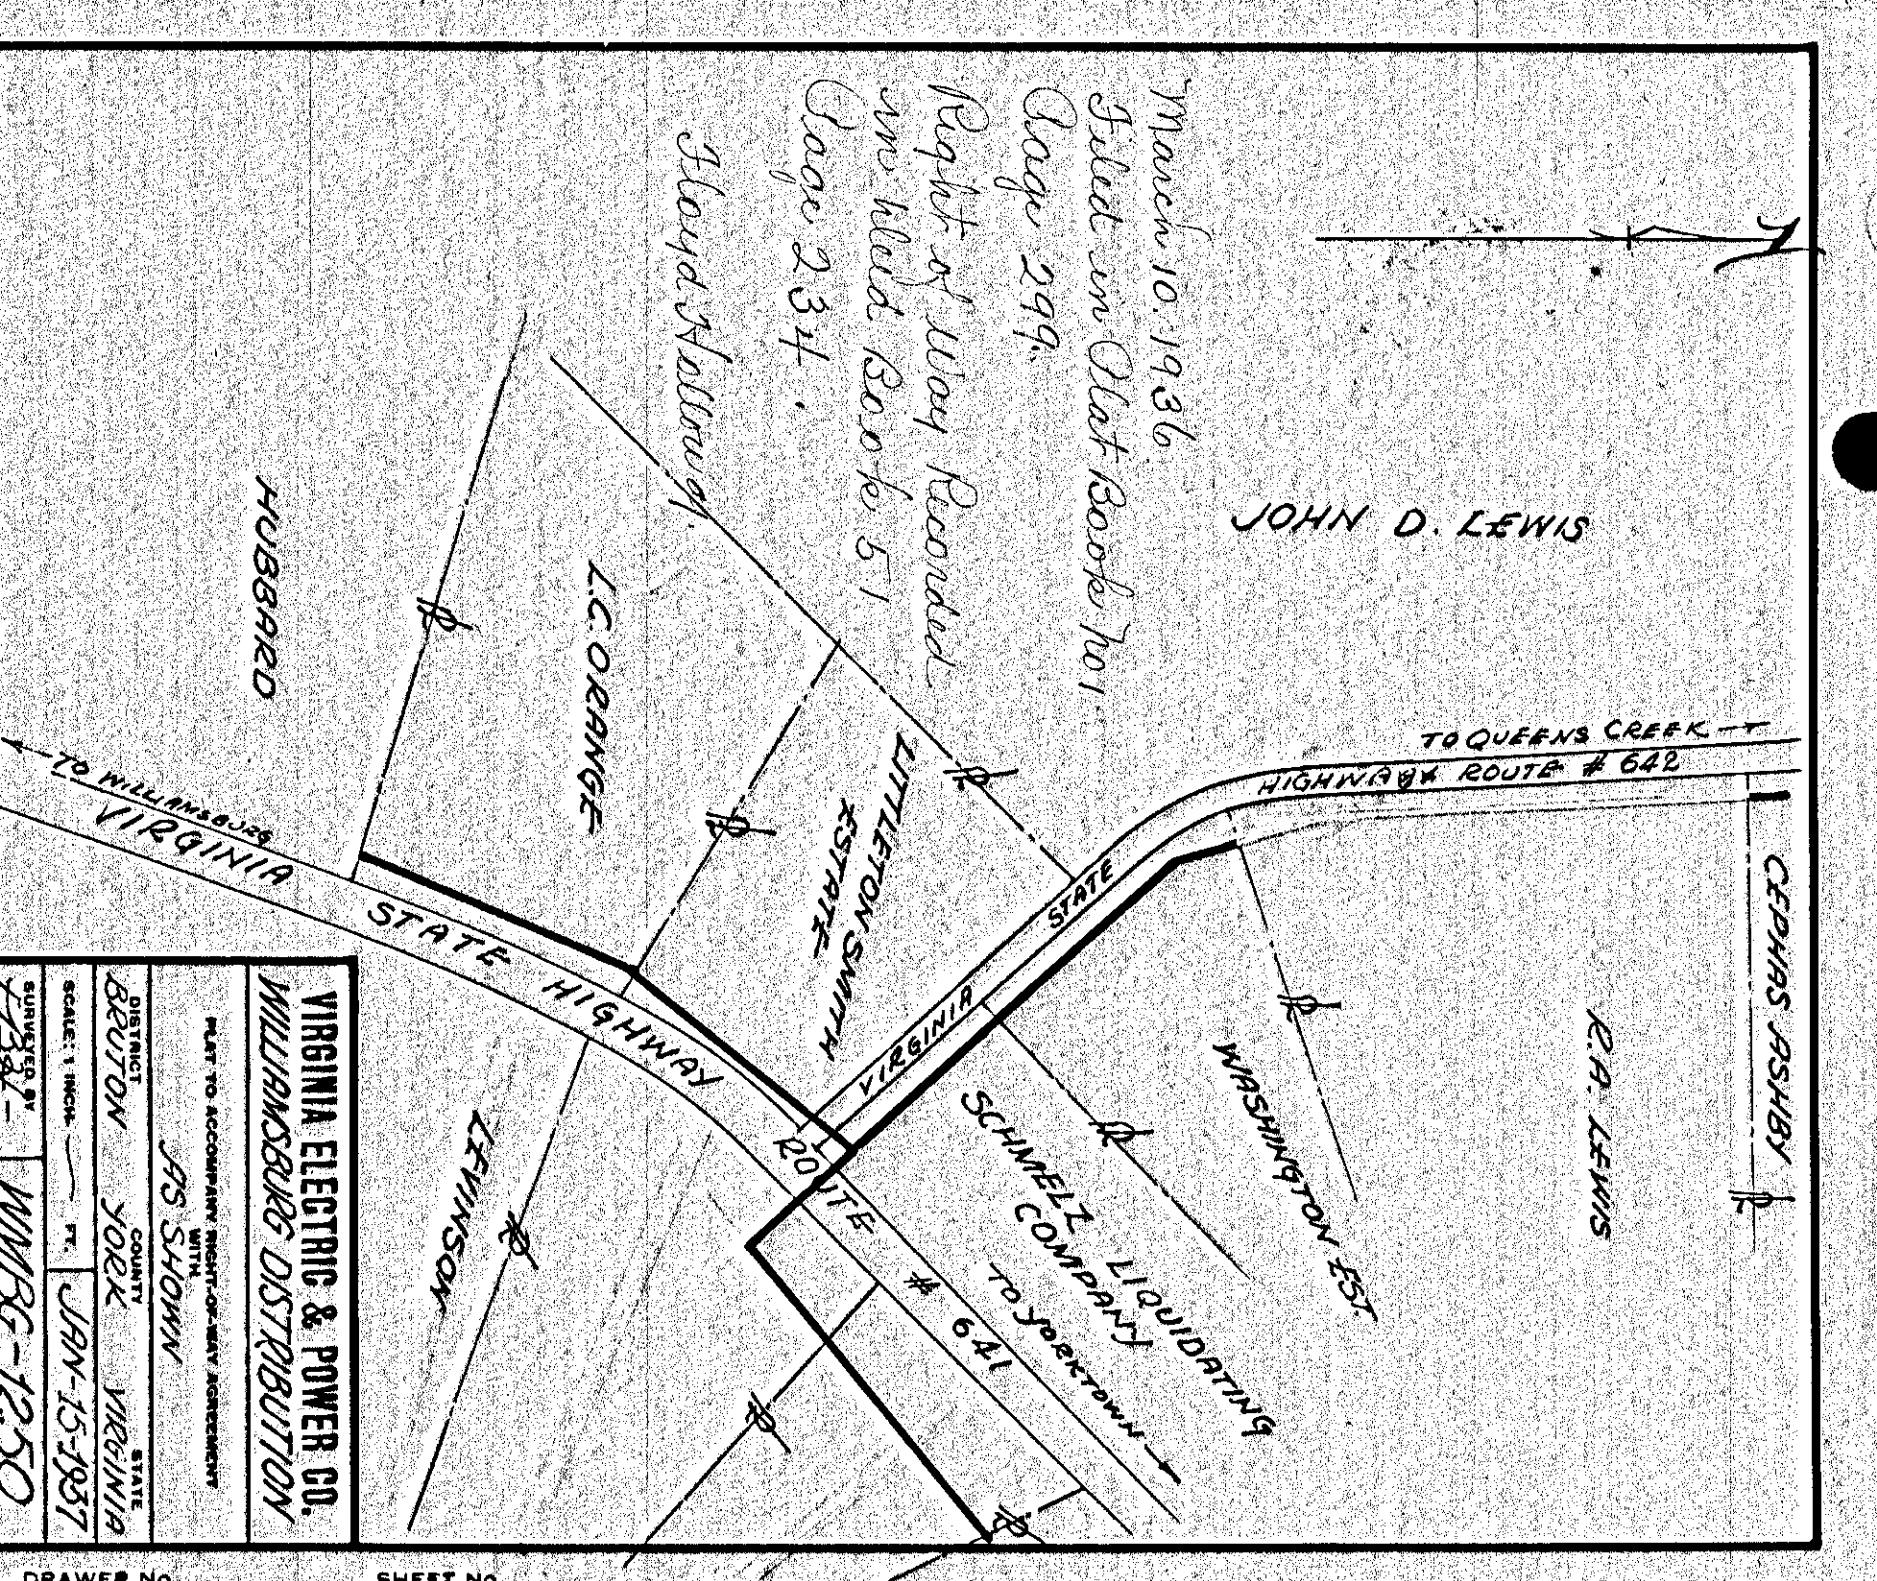 March 10. 1936
Filed in Plat Book No 1.
Page 299.
Right of Way Recorded
in Deed Book 51
Page 234.
Floyd Holloway.
JOHN D. LEWIS
TO QUEENS CREEK
HIGHWAY ROUTE # 642
VIRGINIA STATE
CEPHAS ASHBY
R.A. LEWIS
WASHINGTON EST.
SCHMELZ LIQUIDATING
COMPANY
TO YORKTOWN
LITTLETON SMITH
ESTATE
L.C. ORANGE
HUBBARD
TO WILLIAMSBURG
VIRGINIA STATE HIGHWAY ROUTE # 641
LEVINSON
VIRGINIA ELECTRIC & POWER CO.
WILLIAMSBURG DISTRIBUTION
PLAT TO ACCOMPANY RIGHT-OF-WAY AGREEMENT
WITH
AS SHOWN
DISTRICT COUNTY STATE
BRUTON YORK VIRGINIA
SCALE: 1 INCH FT. JAN-15-1937
SURVEYED BY
WMBG-1250
DRAWER NO.
SHEET NO.